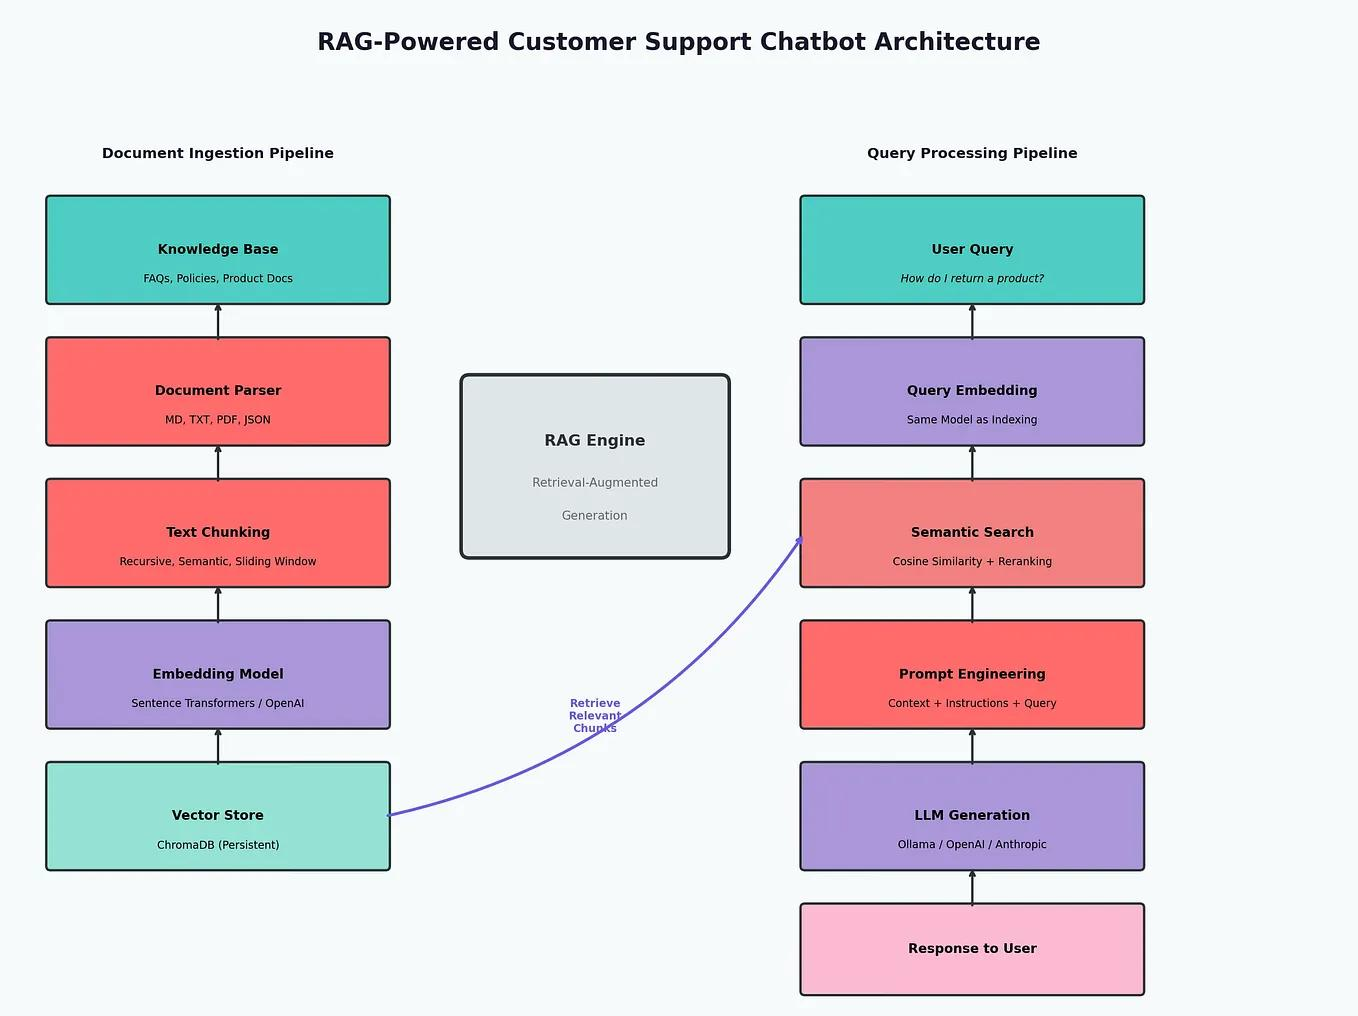 RAG-Powered Customer Support Chatbot Architecture
Document Ingestion Pipeline
Knowledge Base
FAQs, Policies, Product Docs
Document Parser
MD, TXT, PDF, JSON
Text Chunking
Recursive, Semantic, Sliding Window
Embedding Model
Sentence Transformers / OpenAI
Vector Store
ChromaDB (Persistent)
RAG Engine
Retrieval-Augmented
Generation
Retrieve
Relevant
Chunks
Query Processing Pipeline
User Query
How do I return a product?
Query Embedding
Same Model as Indexing
Semantic Search
Cosine Similarity + Reranking
Prompt Engineering
Context + Instructions + Query
LLM Generation
Ollama / OpenAI / Anthropic
Response to User